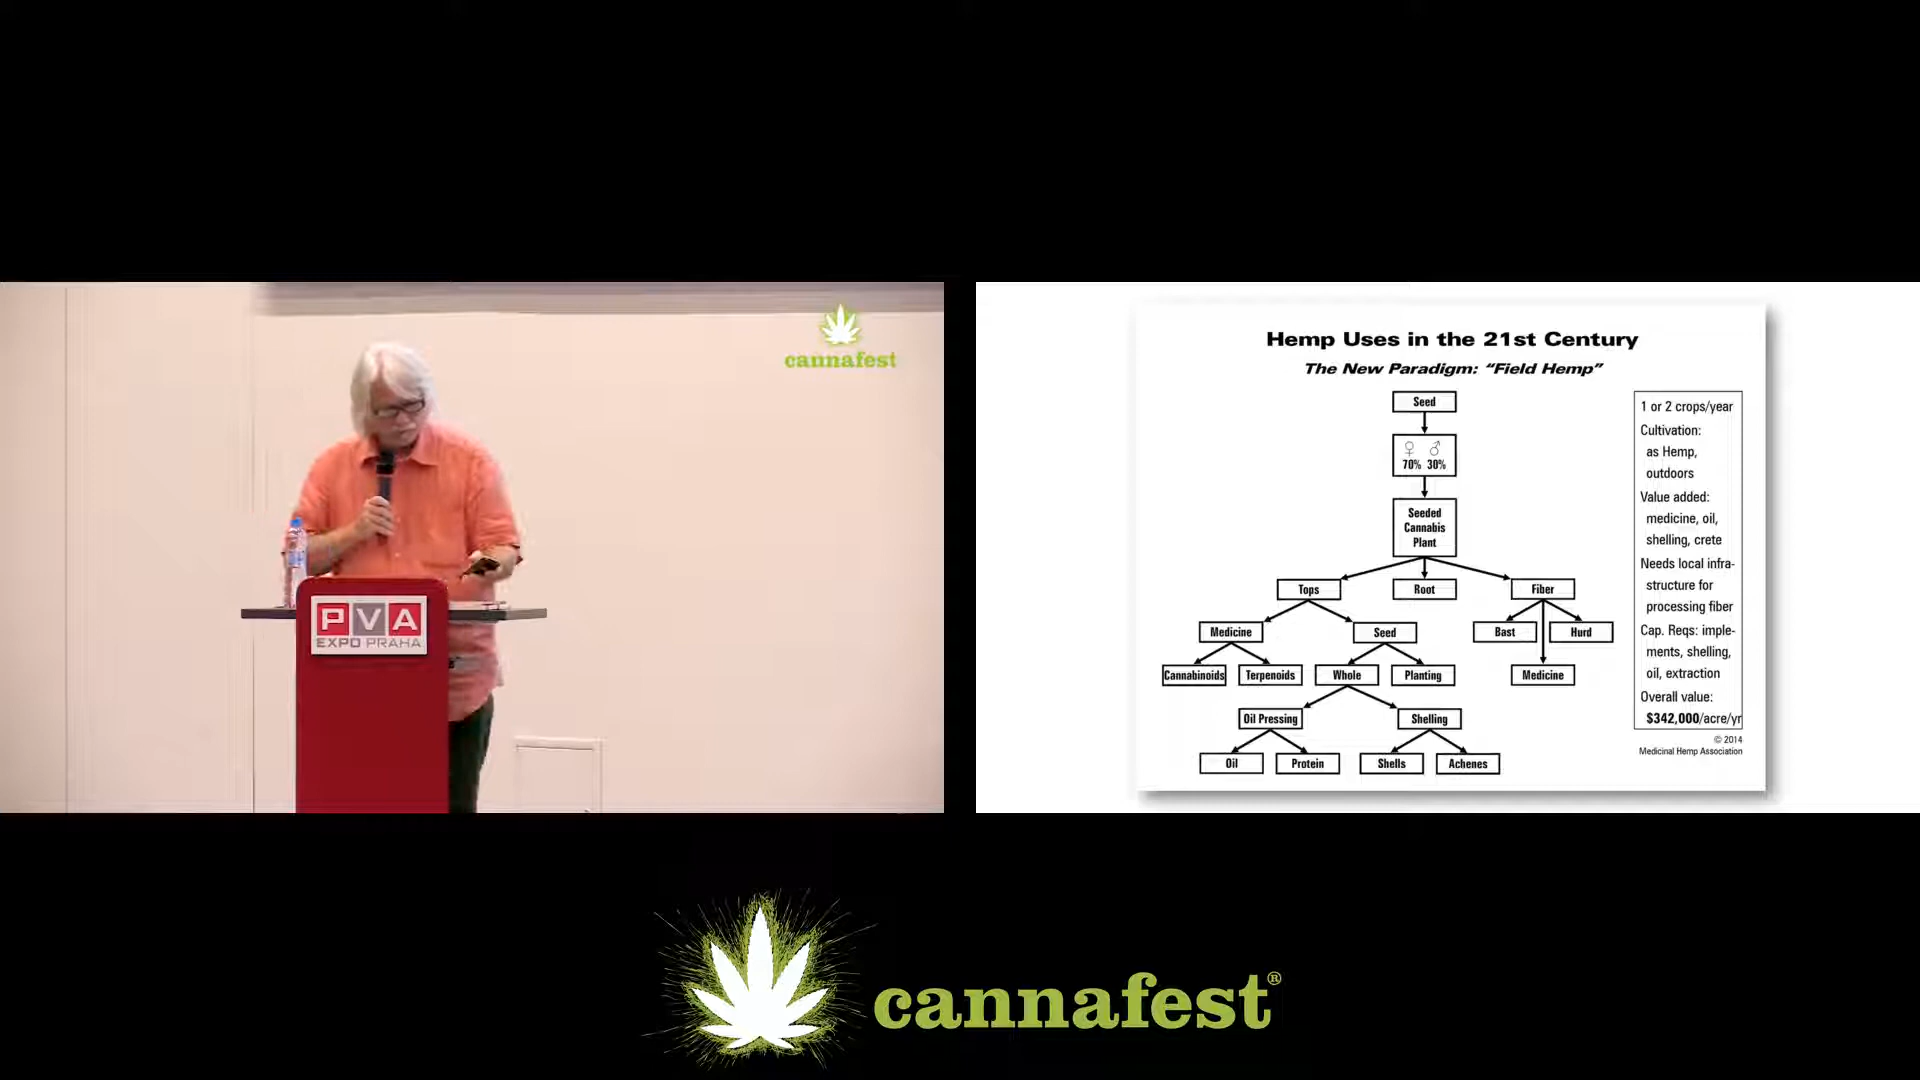 cannafest
PVA
EXPO PRAHA
Hemp Uses in the 21st Century
The New Paradigm: “Field Hemp”
Seed
♀ ♂
70% 30%
Seeded
Cannabis
Plant
Tops
Root
Fiber
Medicine
Seed
Bast
Hurd
Cannabinoids
Terpenoids
Whole
Planting
Medicine
Oil Pressing
Shelling
Oil
Protein
Shells
Achenes
1 or 2 crops/year
Cultivation:
as Hemp,
outdoors
Value added:
medicine, oil,
shelling, crete
Needs local infra-
structure for
processing fiber
Cap. Reqs: imple-
ments, shelling,
oil, extraction
Overall value:
$342,000/acre/yr
© 2014
Medicinal Hemp Association
cannafest®